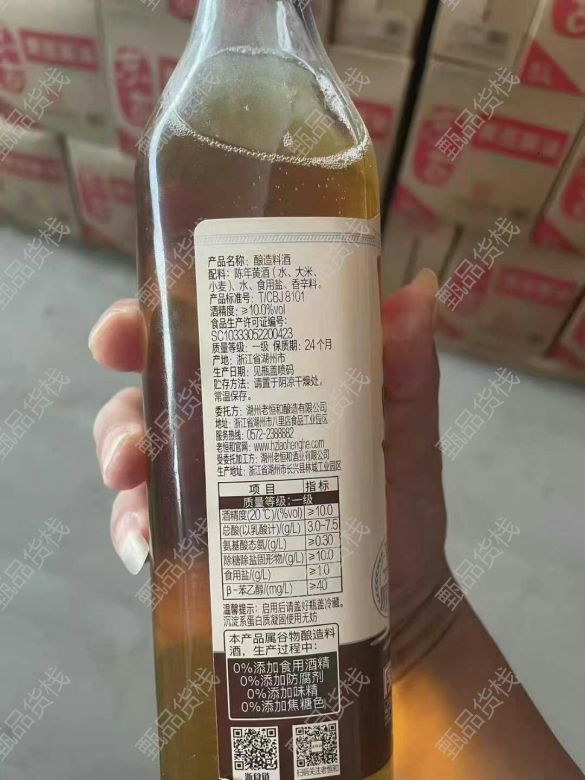 产品名称：酿造料酒
配料：陈年黄酒（水、大米、
小麦）、水、食用盐、香辛料。
产品标准号：T/CBJ 8101
酒精度：≥10.0%vol
食品生产许可证编号：
SC10333052200423
质量等级：一级 保质期：24个月
产地：浙江省湖州市
生产日期：见瓶盖喷码
贮存方法：请置于阴凉干燥处，
常温保存。
委托方：湖州老恒和酿造有限公司
地址：浙江省湖州市八里店食品工业园区
服务热线：0572-2388882
老恒和官网：www.hzlaohenghe.com
受委托加工方：湖州老恒和酒业有限公司
生产地址：浙江省湖州市长兴县林城工业园区
项目 指标
质量等级：一级
酒精度(20℃)/(%vol) ≥10.0
总酸(以乳酸计)/(g/L) 3.0~7.5
氨基酸态氮/(g/L) ≥0.30
除糖除盐固形物/(g/L) ≥10.0
食用盐/(g/L) ≥1.0
β-苯乙醇/(mg/L) ≥40
温馨提示：启用后请盖好瓶盖冷藏。
沉淀系蛋白质凝固使用无妨
本产品属谷物酿造料
酒，生产过程中：
0%添加食用酒精
0%添加防腐剂
0%添加味精
0%添加焦糖色
浙食链
扫码关注老恒和
甄品货栈